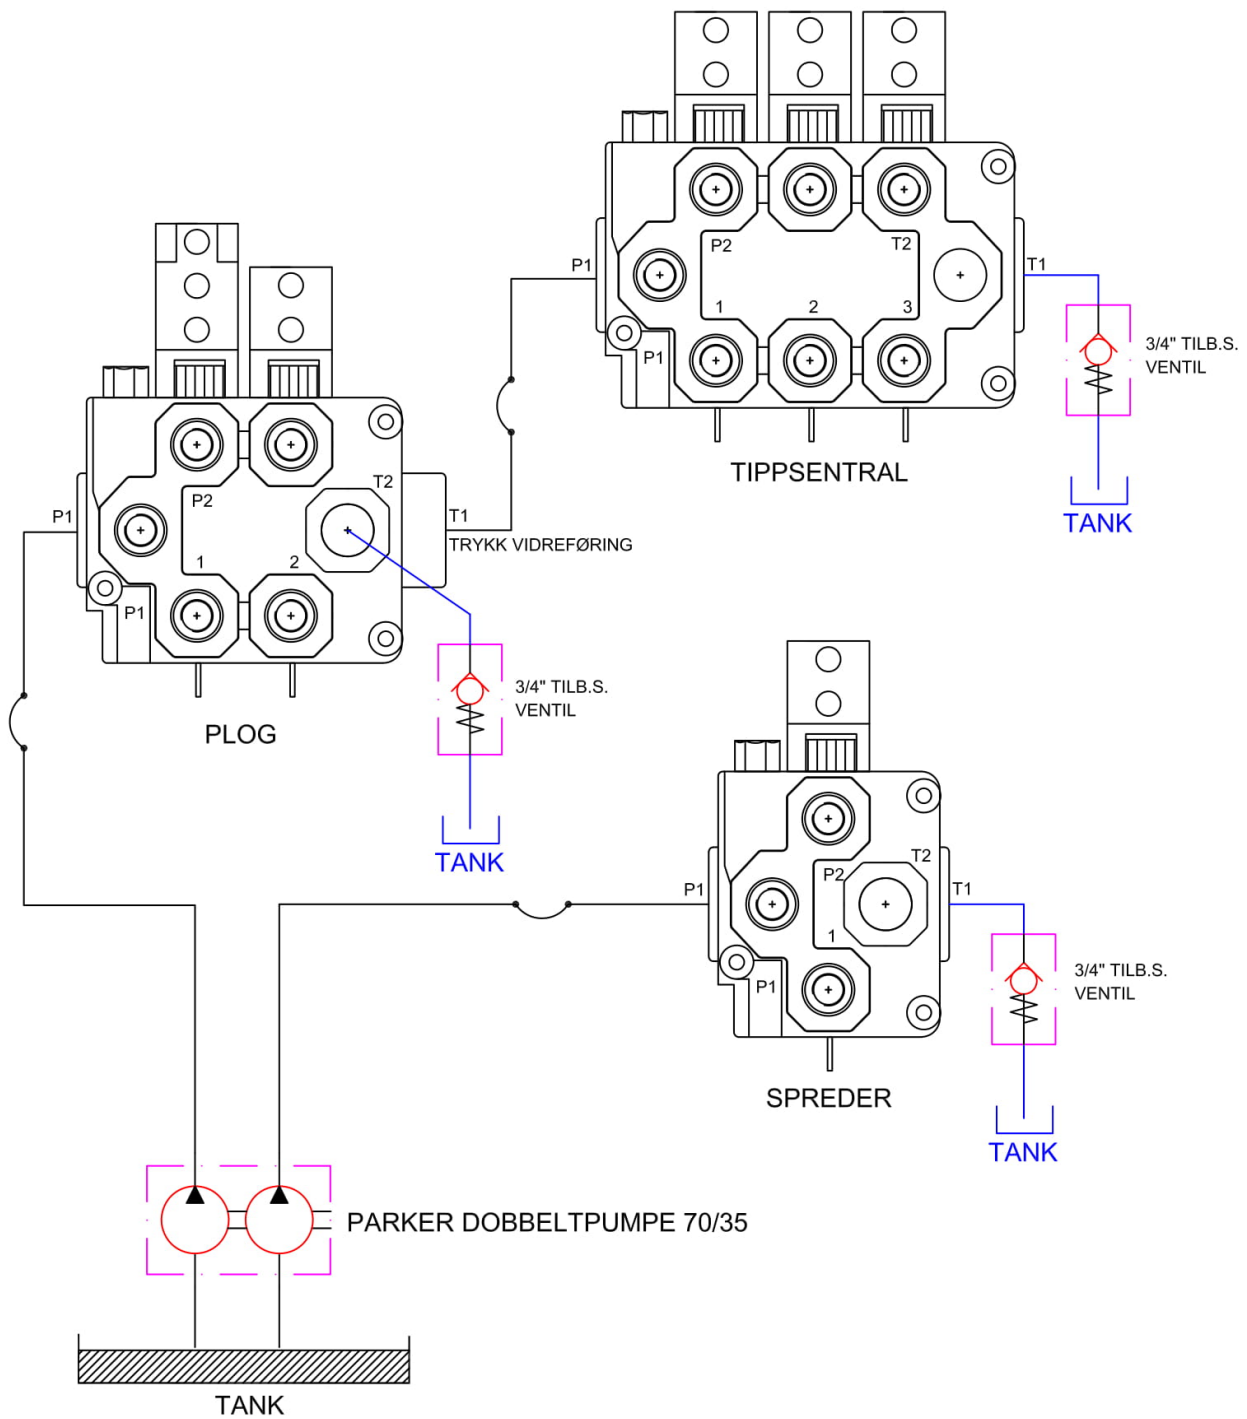 P2
T2
P1
T1
1
2
3
P1
3/4" TILB.S.
VENTIL
TIPPSENTRAL
TANK
T2
P2
P1
T1
TRYKK VIDREFØRING
1
2
P1
3/4" TILB.S.
VENTIL
PLOG
TANK
T2
P2
P1
T1
1
P1
3/4" TILB.S.
VENTIL
SPREDER
TANK
PARKER DOBBELTPUMPE 70/35
TANK